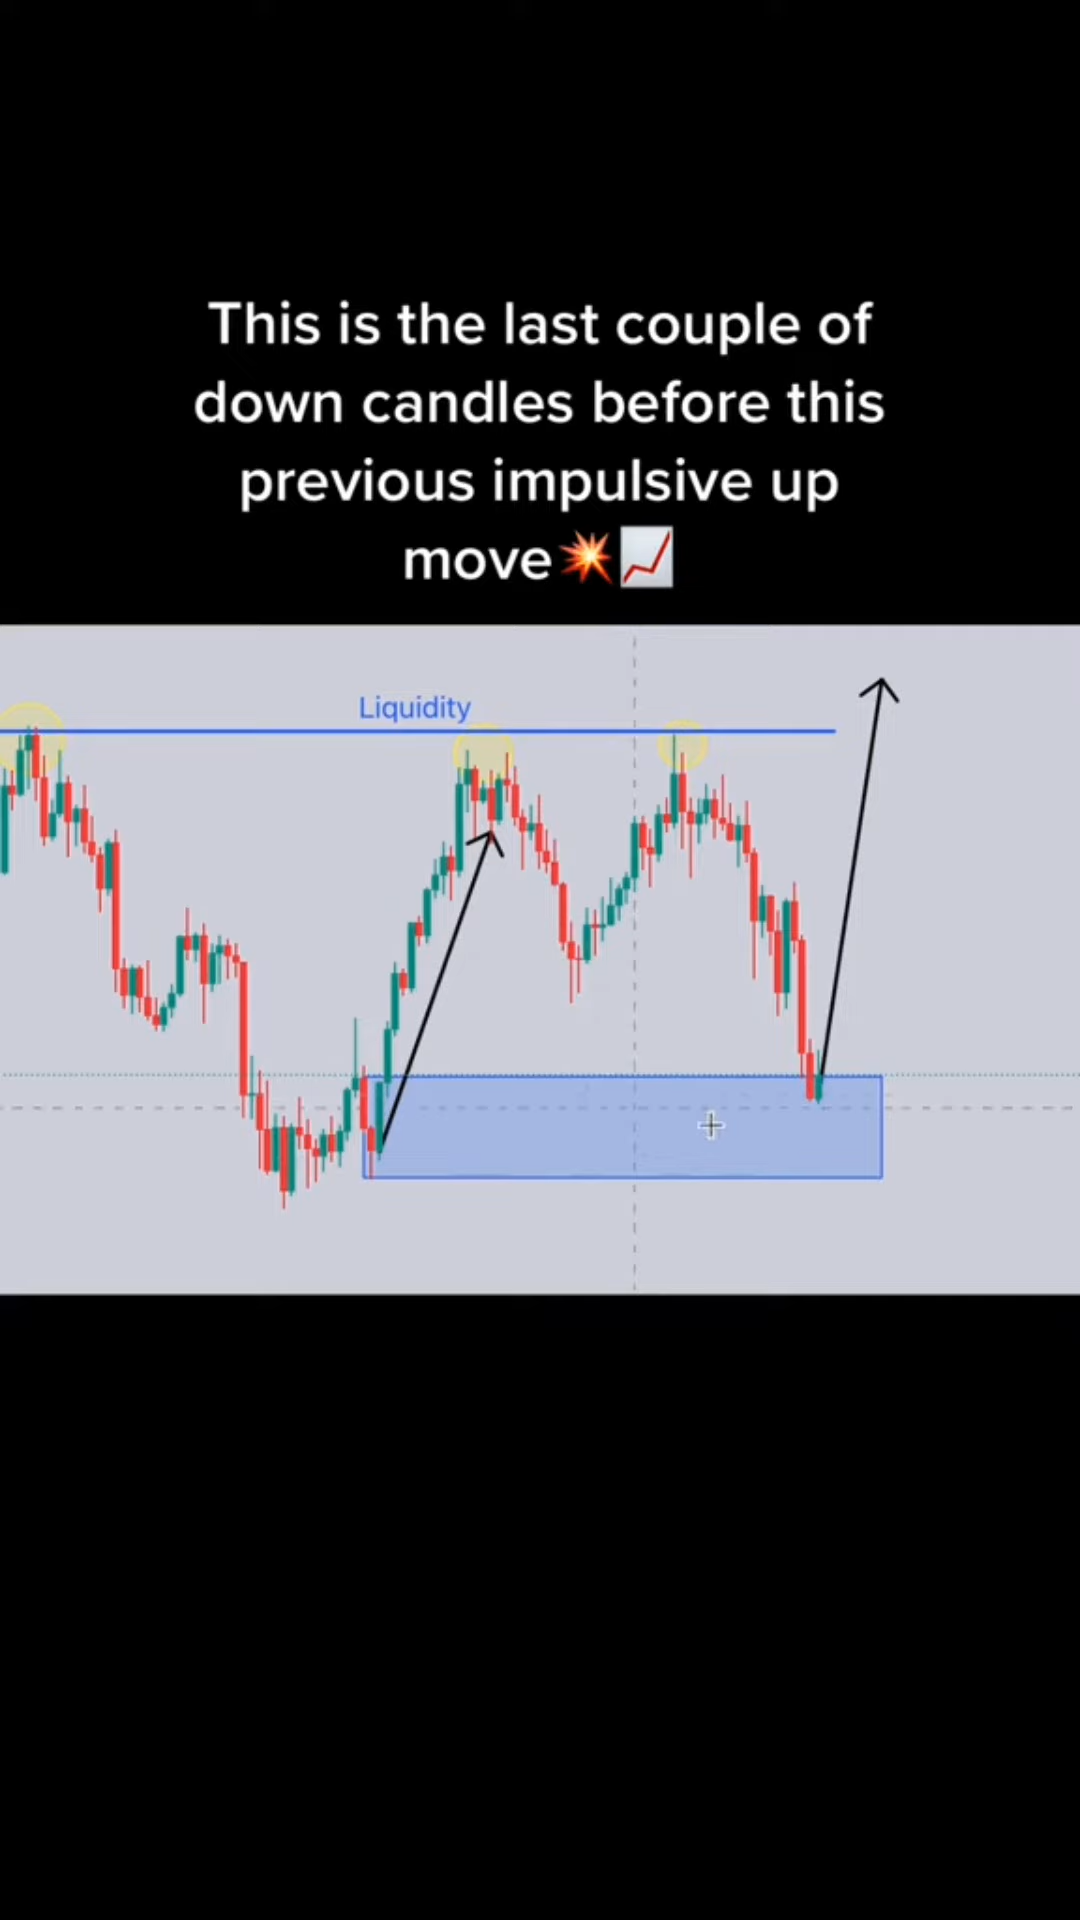 This is the last couple of
down candles before this
previous impulsive up
move💥📈
Liquidity